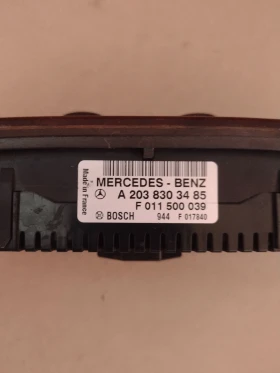 Made in France
MERCEDES - BENZ
A 203 830 34 85
F 011 500 039
BOSCH 944 F 017840